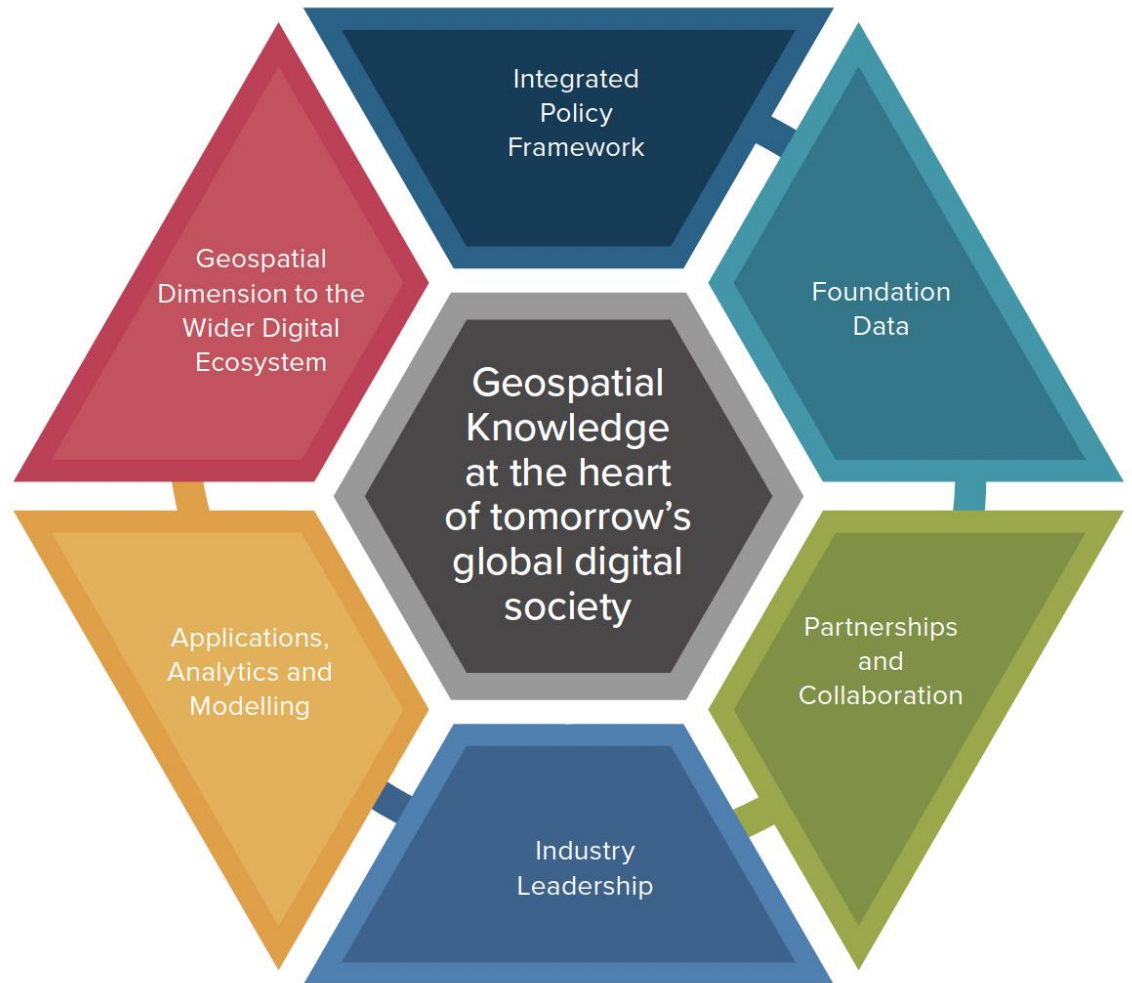 Integrated
Policy
Framework
Foundation
Data
Partnerships
and
Collaboration
Industry
Leadership
Applications,
Analytics and
Modelling
Geospatial
Dimension to the
Wider Digital
Ecosystem
Geospatial
Knowledge
at the heart
of tomorrow’s
global digital
society